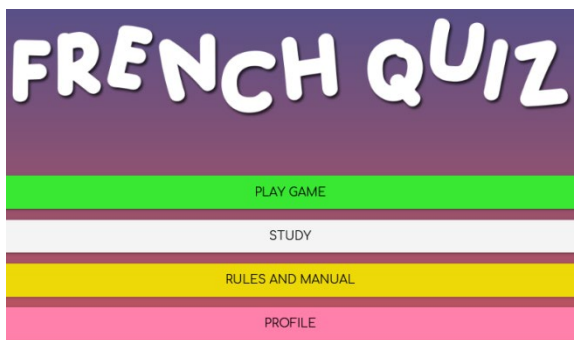 FRENCH QUIZ
PLAY GAME
STUDY
RULES AND MANUAL
PROFILE